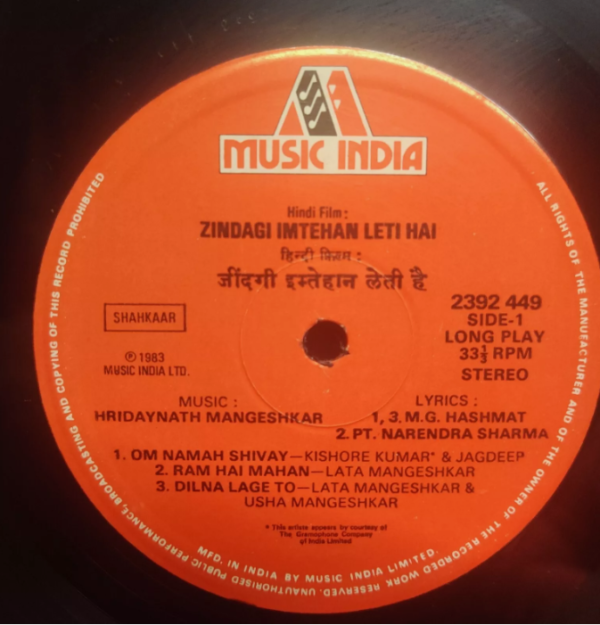 MUSIC INDIA
Hindi Film :
ZINDAGI IMTEHAN LETI HAI
हिन्दी फिल्म :
जींदगी इम्तेहान लेती है
SHAHKAAR
Ⓟ 1983
MUSIC INDIA LTD.
2392 449
SIDE-1
LONG PLAY
33⅓ RPM
STEREO
MUSIC :
HRIDAYNATH MANGESHKAR
LYRICS :
1, 3. M.G. HASHMAT
2. PT. NARENDRA SHARMA
1. OM NAMAH SHIVAY—KISHORE KUMAR* & JAGDEEP
2. RAM HAI MAHAN—LATA MANGESHKAR
3. DILNA LAGE TO—LATA MANGESHKAR &
USHA MANGESHKAR
* This artiste appears by courtesy of
The Gramophone Company
of India Limited
MFD. IN INDIA BY MUSIC INDIA LIMITED.
ALL RIGHTS OF THE MANUFACTURER AND OF THE OWNER OF THE RECORDED WORK RESERVED. UNAUTHORISED PUBLIC PERFORMANCE, BROADCASTING AND COPYING OF THIS RECORD PROHIBITED